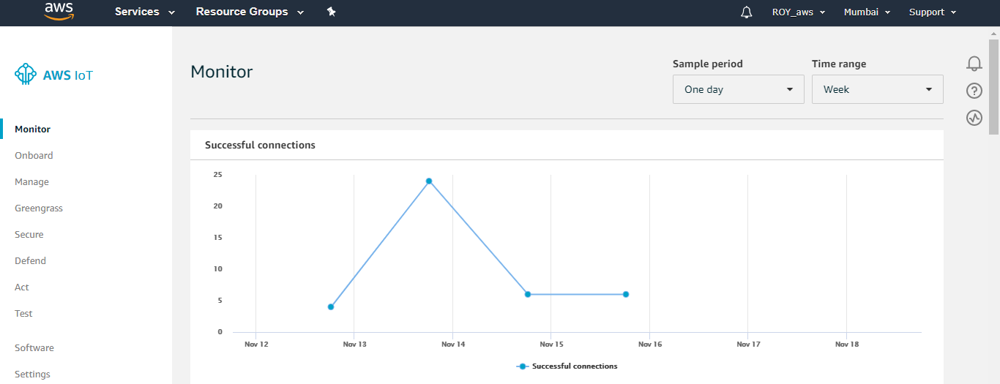 aws Services Resource Groups ROY_aws Mumbai Support
AWS IoT
Monitor
Onboard
Manage
Greengrass
Secure
Defend
Act
Test
Software
Settings
Monitor
Sample period Time range
One day Week
Successful connections
25
20
15
10
5
0
Nov 12 Nov 13 Nov 14 Nov 15 Nov 16 Nov 17 Nov 18
Successful connections